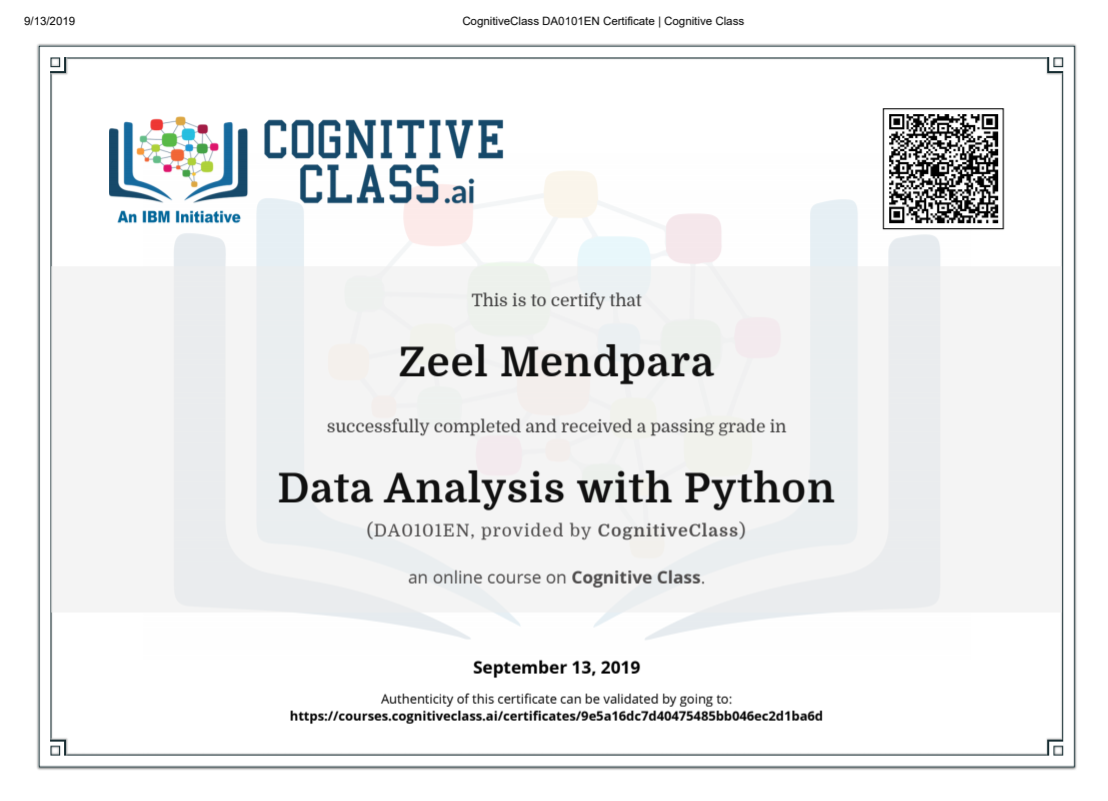 9/13/2019
CognitiveClass DA0101EN Certificate | Cognitive Class
COGNITIVE
CLASS.ai
An IBM Initiative
This is to certify that
Zeel Mendpara
successfully completed and received a passing grade in
Data Analysis with Python
(DA0101EN, provided by CognitiveClass)
an online course on Cognitive Class.
September 13, 2019
Authenticity of this certificate can be validated by going to:
https://courses.cognitiveclass.ai/certificates/9e5a16dc7d40475485bb046ec2d1ba6d